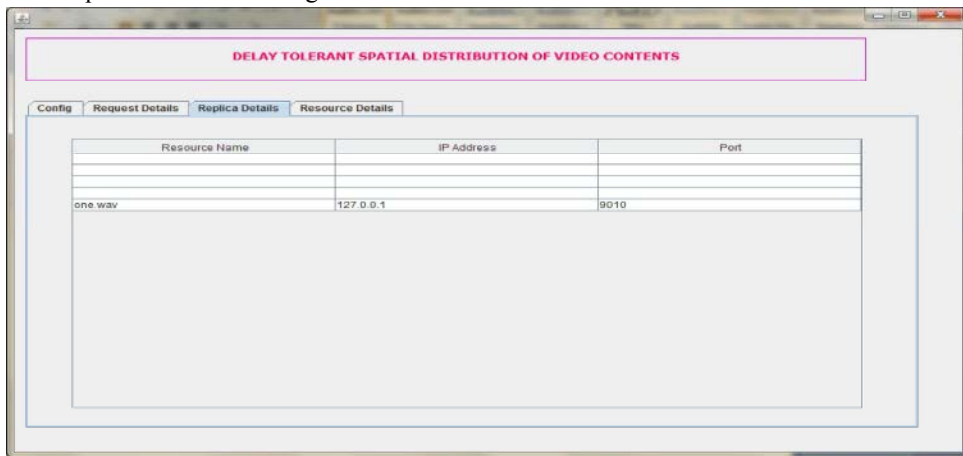 DELAY TOLERANT SPATIAL DISTRIBUTION OF VIDEO CONTENTS
Config Request Details Replica Details Resource Details
Resource Name IP Address Port
one.wav 127.0.0.1 9010